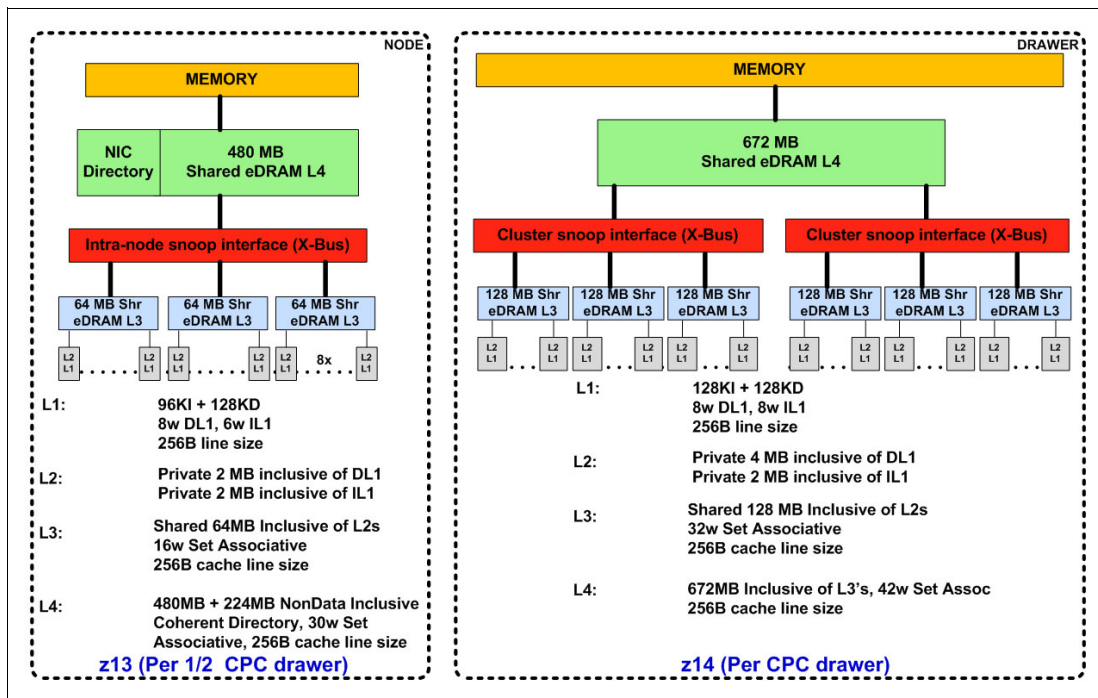 NODE
MEMORY
NIC
Directory
480 MB
Shared eDRAM L4
Intra-node snoop interface (X-Bus)
64 MB Shr
eDRAM L3
64 MB Shr
eDRAM L3
64 MB Shr
eDRAM L3
L2
L1
L2
L1
L2
L1
L2
L1
L2
L1
8x
L2
L1
L1:
96KI + 128KD
8w DL1, 6w IL1
256B line size
L2:
Private 2 MB inclusive of DL1
Private 2 MB inclusive of IL1
L3:
Shared 64MB Inclusive of L2s
16w Set Associative
256B cache line size
L4:
480MB + 224MB NonData Inclusive
Coherent Directory, 30w Set
Associative, 256B cache line size
z13 (Per 1/2 CPC drawer)
DRAWER
MEMORY
672 MB
Shared eDRAM L4
Cluster snoop interface (X-Bus)
Cluster snoop interface (X-Bus)
128 MB Shr
eDRAM L3
128 MB Shr
eDRAM L3
128 MB Shr
eDRAM L3
128 MB Shr
eDRAM L3
128 MB Shr
eDRAM L3
128 MB Shr
eDRAM L3
L2
L1
L2
L1
L2
L1
L2
L1
L2
L1
L2
L1
L2
L1
L2
L1
L2
L1
L2
L1
L2
L1
L2
L1
L1:
128KI + 128KD
8w DL1, 8w IL1
256B line size
L2:
Private 4 MB inclusive of DL1
Private 2 MB inclusive of IL1
L3:
Shared 128 MB Inclusive of L2s
32w Set Associative
256B cache line size
L4:
672MB Inclusive of L3's, 42w Set Assoc
256B cache line size
z14 (Per CPC drawer)